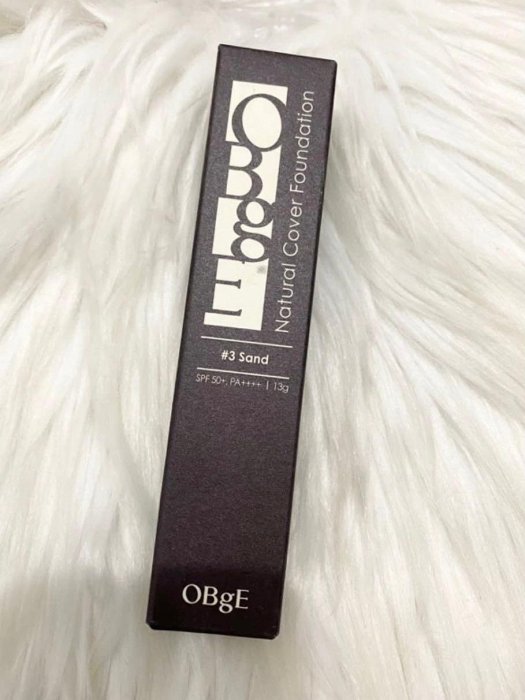 OBgE
Natural Cover Foundation
#3 Sand
SPF 50+, PA++++ | 13g
OBgE